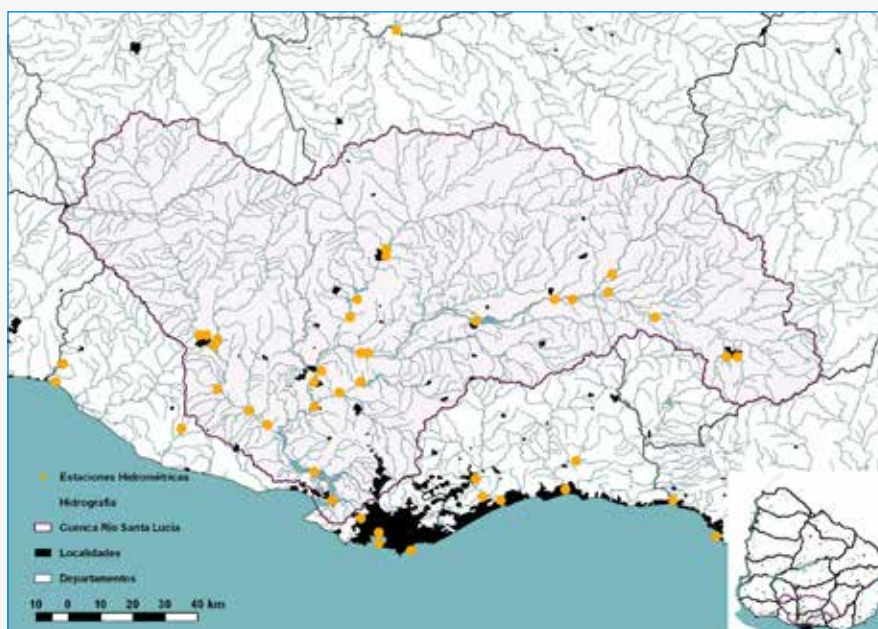 Estaciones Hidrométricas
Hidrografía
Cuenca Río Santa Lucía
Localidades
Departamentos
10 0 10 20 30 40 km